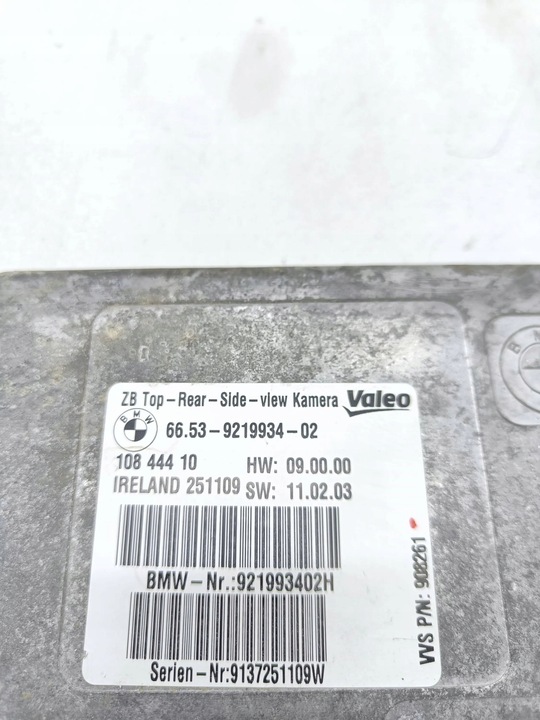 ZB Top-Rear-Side-view Kamera Valeo
BMW 66.53-9219934-02
108 444 10 HW: 09.00.00
IRELAND 251109 SW: 11.02.03
BMW-Nr.:921993402H
Serien-Nr:9137251109W
VVS P/N: 908261